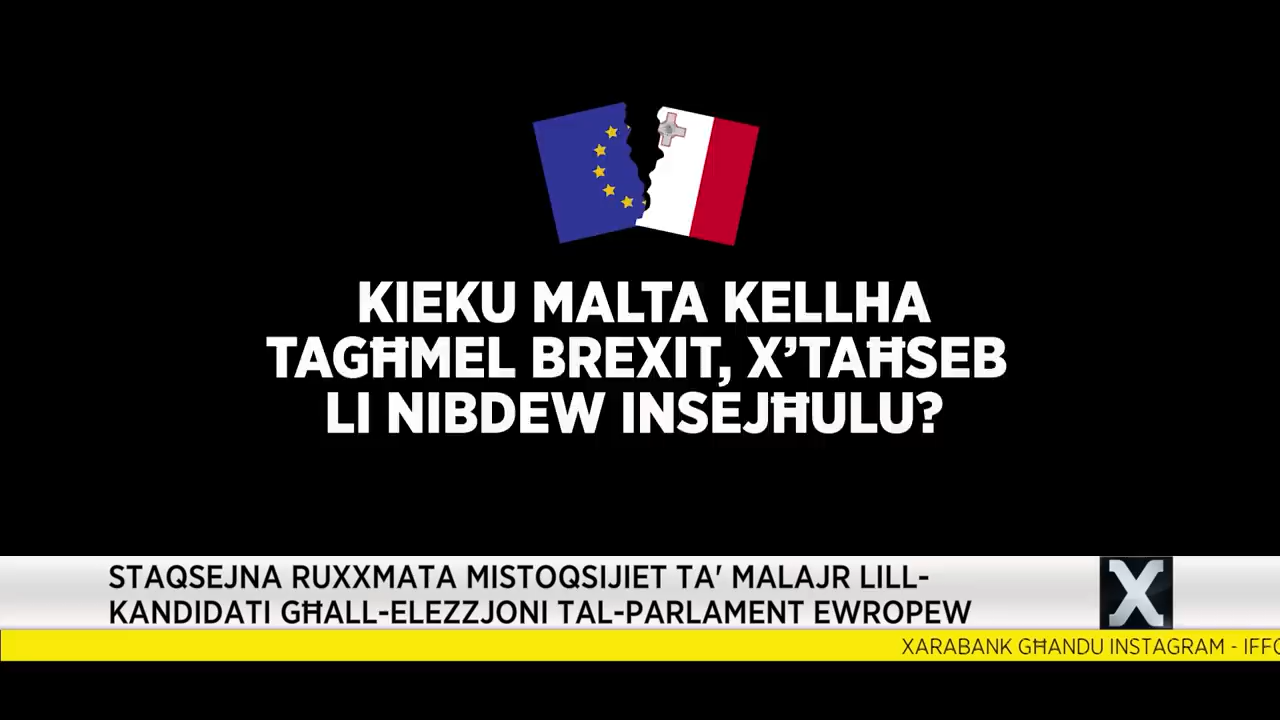 KIEKU MALTA KELLHA
TAGĦMEL BREXIT, X’TAĦSEB
LI NIBDEW INSEJĦULU?
STAQSEJNA RUXXMATA MISTOQSIJIET TA' MALAJR LILL-
KANDIDATI GĦALL-ELEZZJONI TAL-PARLAMENT EWROPEW
X
XARABANK GĦANDU INSTAGRAM - IFFO